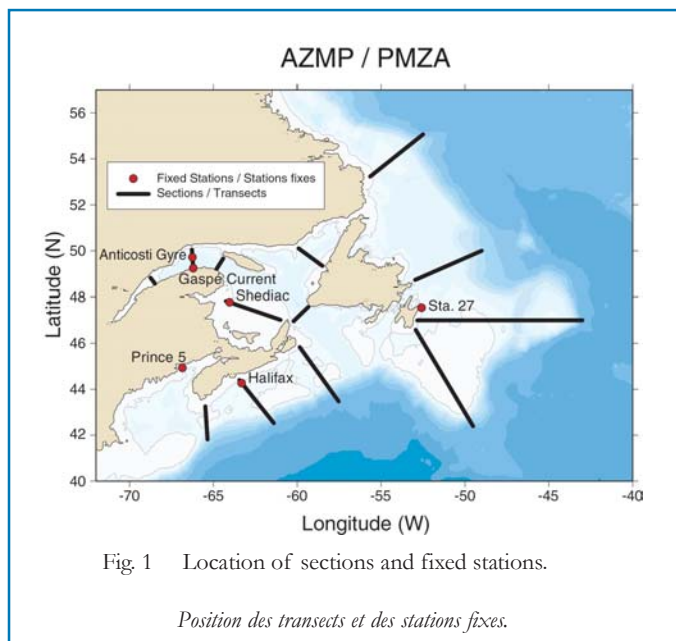 AZMP / PMZA
56
54
52
50
48
46
44
42
40
Latitude (N)
Fixed Stations / Stations fixes
Sections / Transects
Anticosti Gyre
Gaspé Current
Shediac
Sta. 27
Prince 5
Halifax
-70 -65 -60 -55 -50 -45 -40
Longitude (W)
Fig. 1 Location of sections and fixed stations.
Position des transects et des stations fixes.